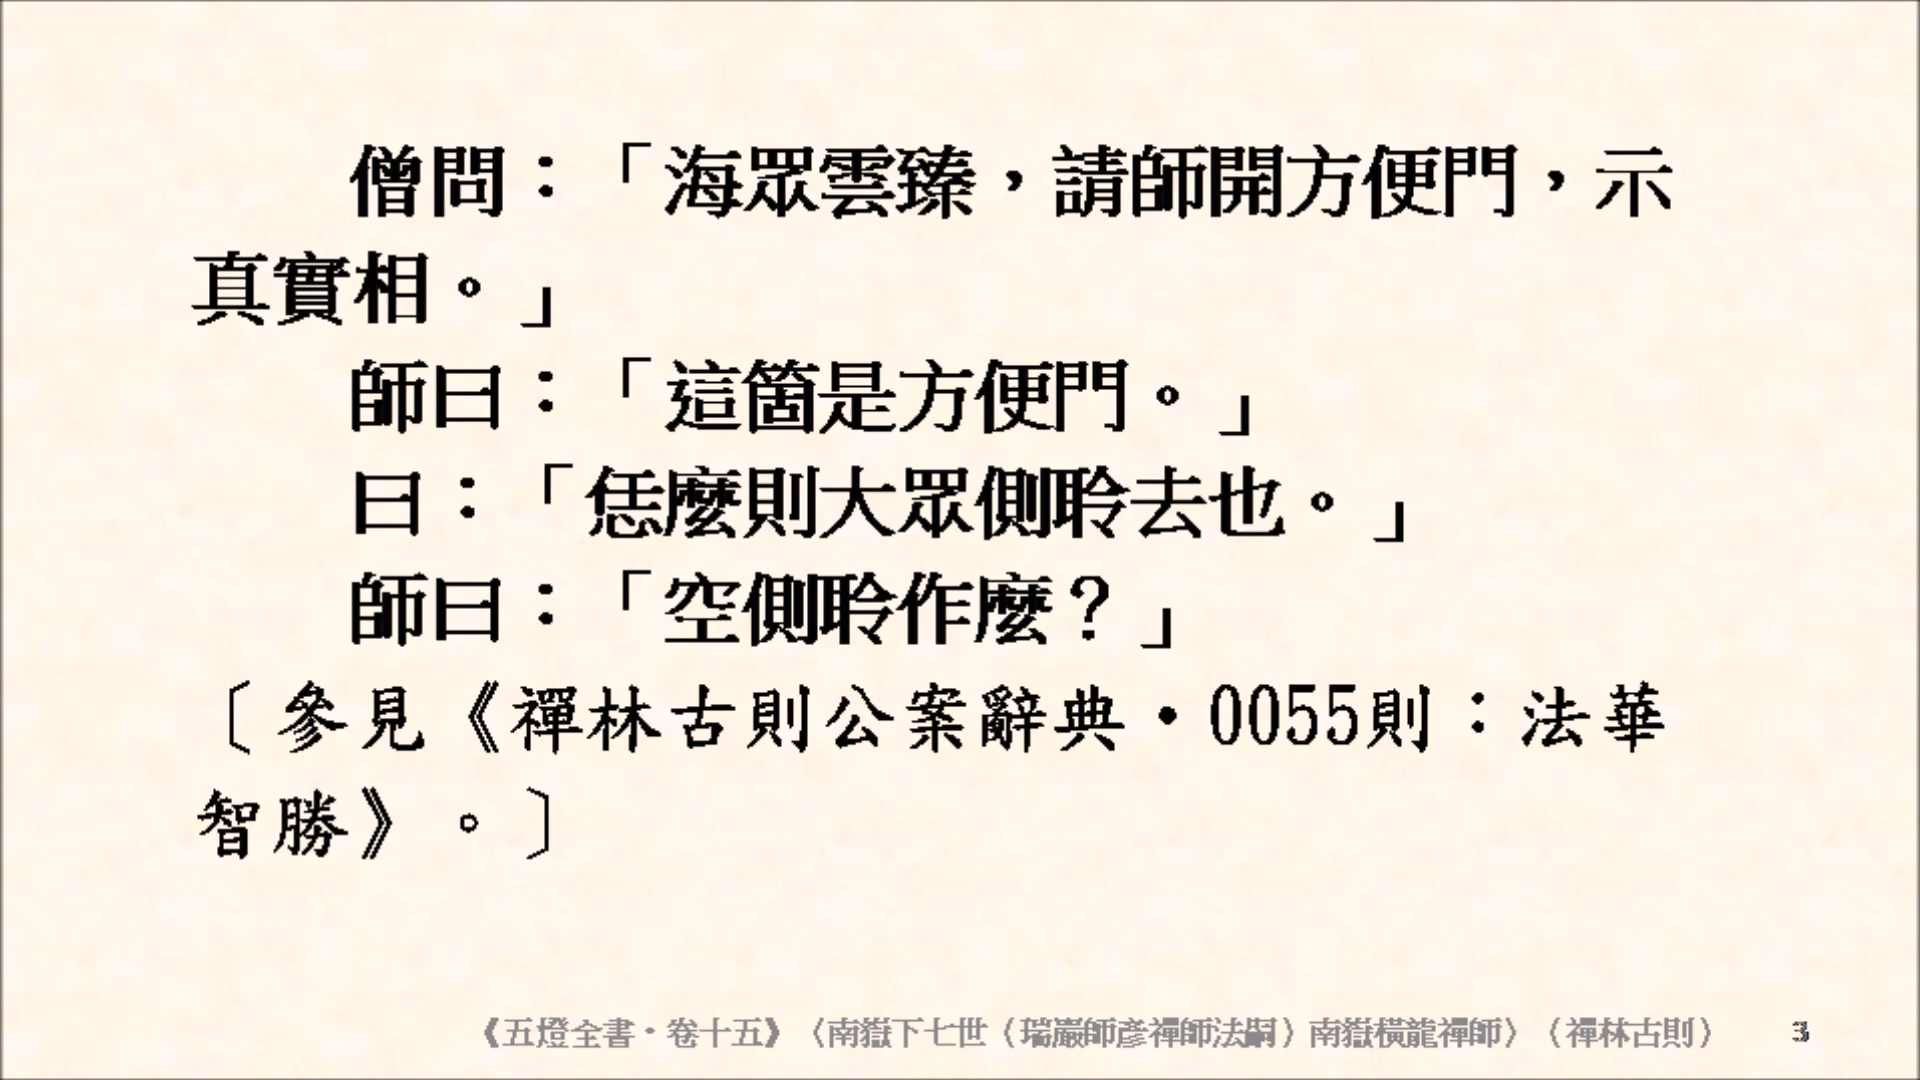 僧問：「海眾雲臻，請師開方便門，示
真實相。」
師曰：「這箇是方便門。」
曰：「恁麼則大眾側聆去也。」
師曰：「空側聆作麼？」
〔參見《禪林古則公案辭典・0055則：法華
智勝》。〕
《五燈全書・卷十五》〈南嶽下七世（瑞巖師彥禪師法嗣）南嶽橫龍禪師〉（禪林古則） 3